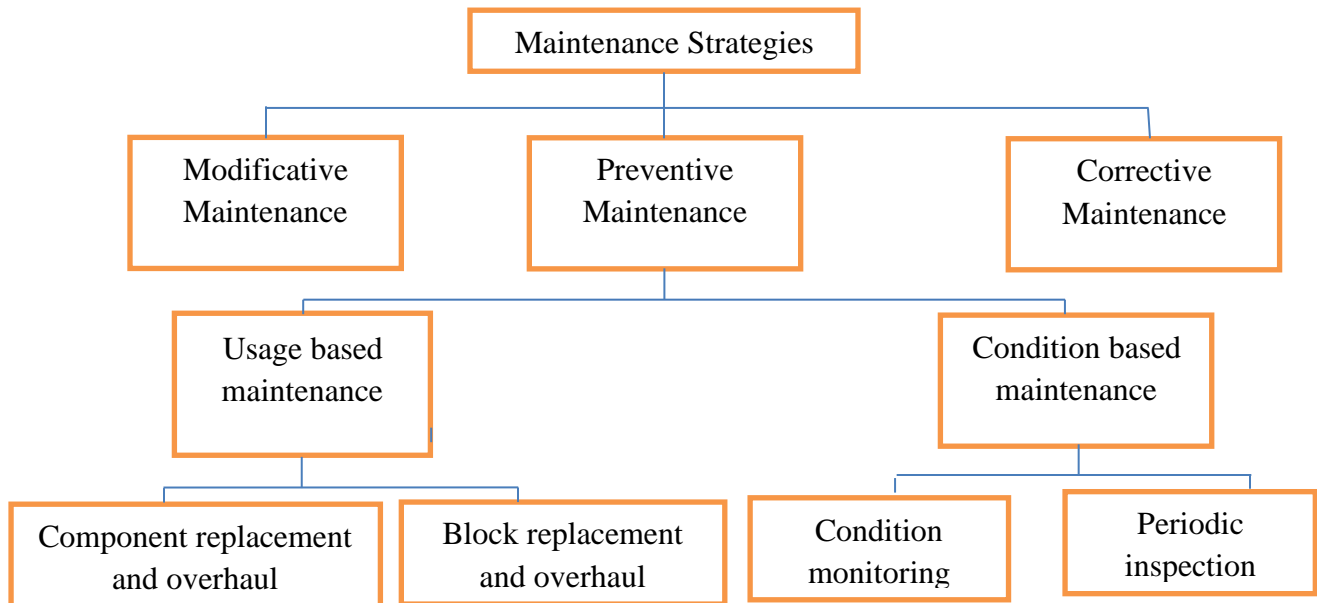 Maintenance Strategies
Modificative
Maintenance
Preventive
Maintenance
Corrective
Maintenance
Usage based
maintenance
Condition based
maintenance
Component replacement
and overhaul
Block replacement
and overhaul
Condition
monitoring
Periodic
inspection